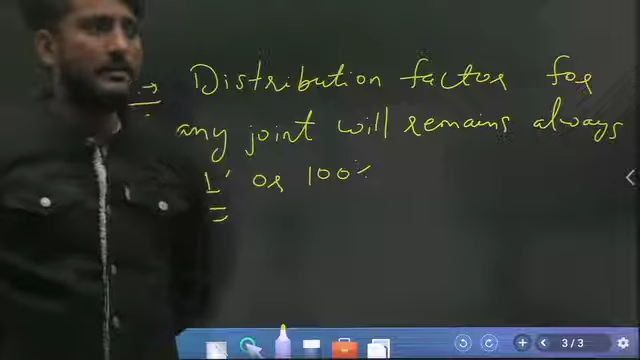 :→ Distribution factor for
any joint will remains always
'1' or 100%
3/3